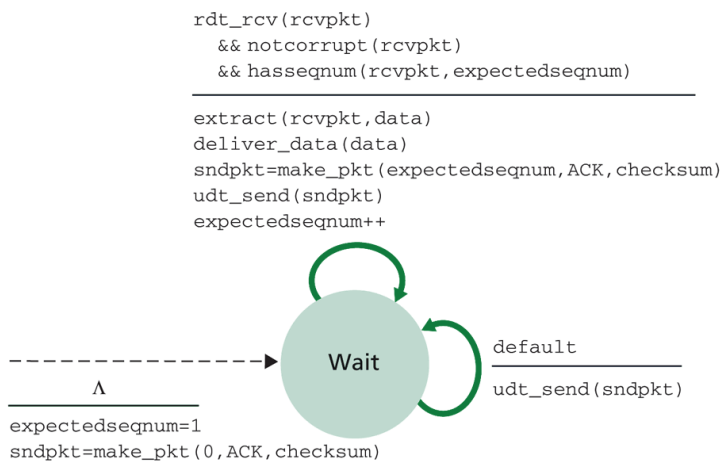 rdt_rcv(rcvpkt)
&& notcorrupt(rcvpkt)
&& hasseqnum(rcvpkt,expectedseqnum)
extract(rcvpkt,data)
deliver_data(data)
sndpkt=make_pkt(expectedseqnum,ACK,checksum)
udt_send(sndpkt)
expectedseqnum++
Wait
default
udt_send(sndpkt)
Λ
expectedseqnum=1
sndpkt=make_pkt(0,ACK,checksum)